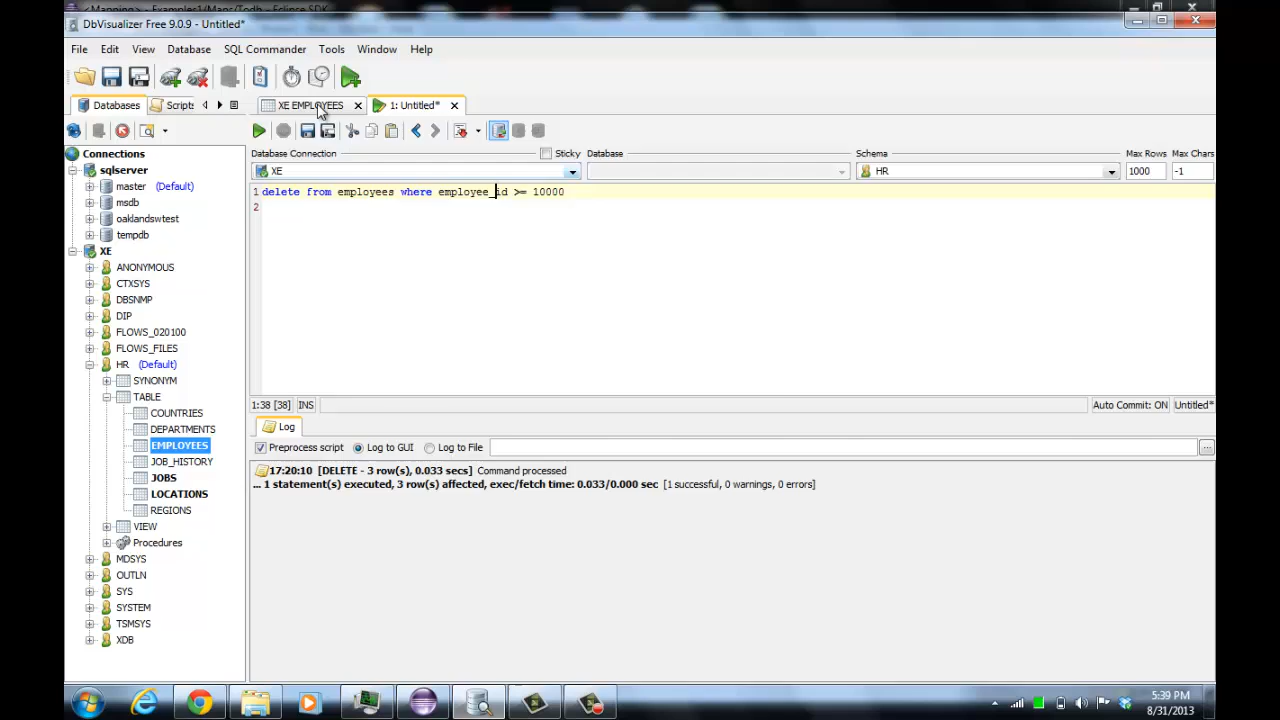 <Mapping> - Examples1/Maps/Todb - Eclipse SDK
DbVisualizer Free 9.0.9 - Untitled*
File Edit View Database SQL Commander Tools Window Help
Databases Scripts XE EMPLOYEES 1: Untitled*
Database Connection Sticky Database Schema Max Rows Max Chars
XE HR 1000 -1
Connections
sqlserver
master (Default)
msdb
oaklandswtest
tempdb
XE
ANONYMOUS
CTXSYS
DBSNMP
DIP
FLOWS_020100
FLOWS_FILES
HR (Default)
SYNONYM
TABLE
COUNTRIES
DEPARTMENTS
EMPLOYEES
JOB_HISTORY
JOBS
LOCATIONS
REGIONS
VIEW
Procedures
MDSYS
OUTLN
SYS
SYSTEM
TSMSYS
XDB
1 delete from employees where employee_id >= 10000
2
1:38 [38] INS Auto Commit: ON Untitled*
Log
Preprocess script Log to GUI Log to File ...
17:20:10 [DELETE - 3 row(s), 0.033 secs] Command processed
... 1 statement(s) executed, 3 row(s) affected, exec/fetch time: 0.033/0.000 sec [1 successful, 0 warnings, 0 errors]
5:39 PM
8/31/2013